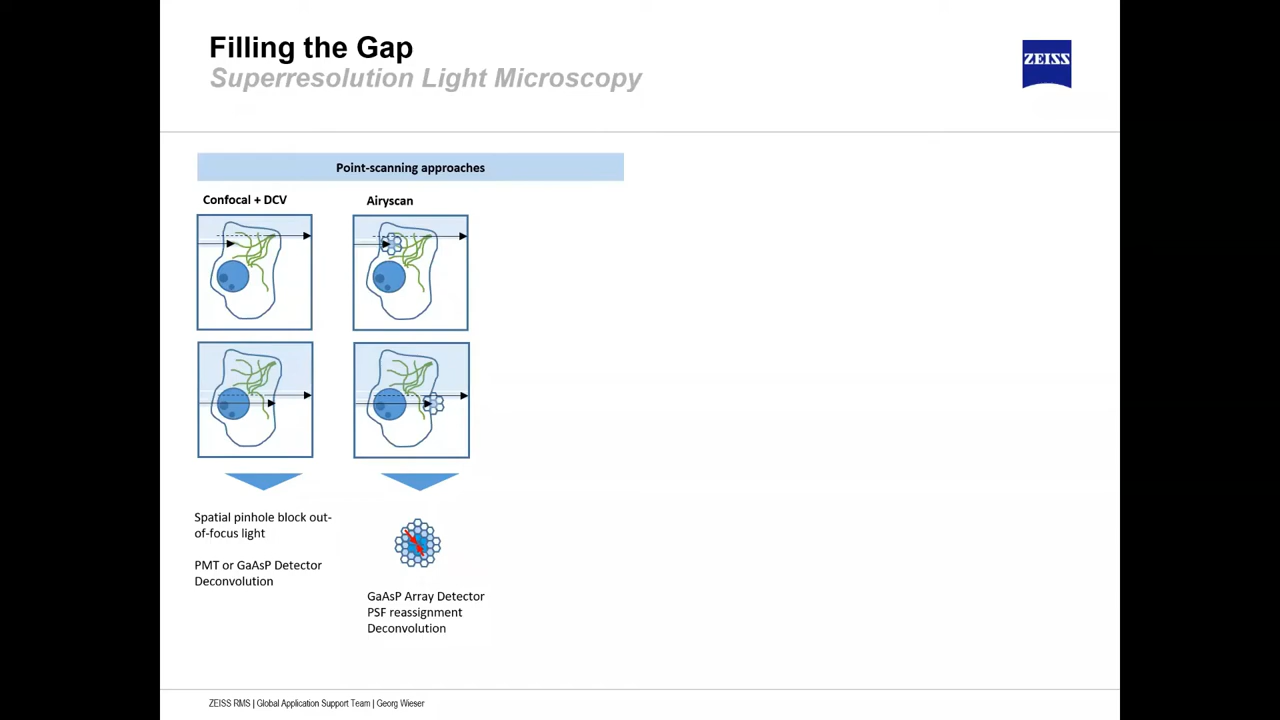 Filling the Gap
Superresolution Light Microscopy
ZEISS
Point-scanning approaches
Confocal + DCV
Airyscan
Spatial pinhole block out-
of-focus light
PMT or GaAsP Detector
Deconvolution
GaAsP Array Detector
PSF reassignment
Deconvolution
ZEISS RMS | Global Application Support Team | Georg Wieser